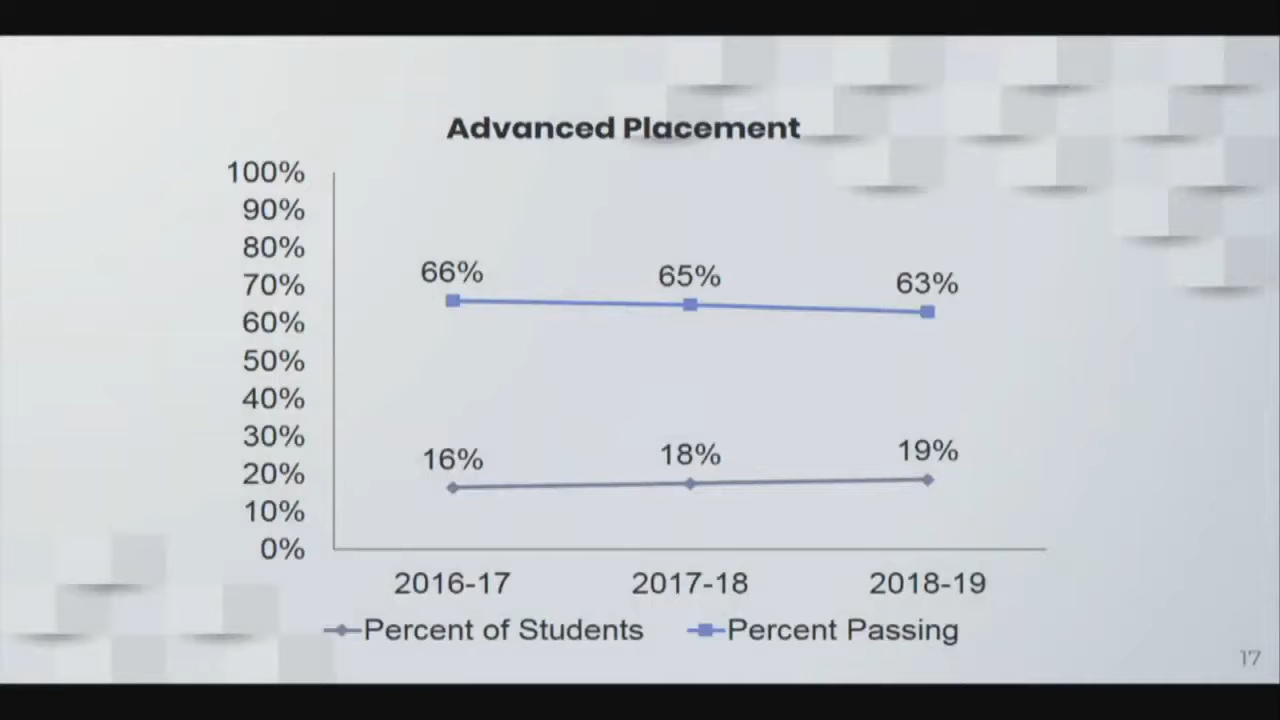 Advanced Placement
100%
90%
80%
70%
60%
50%
40%
30%
20%
10%
0%
66% 65% 63%
16% 18% 19%
2016-17 2017-18 2018-19
Percent of Students Percent Passing
17